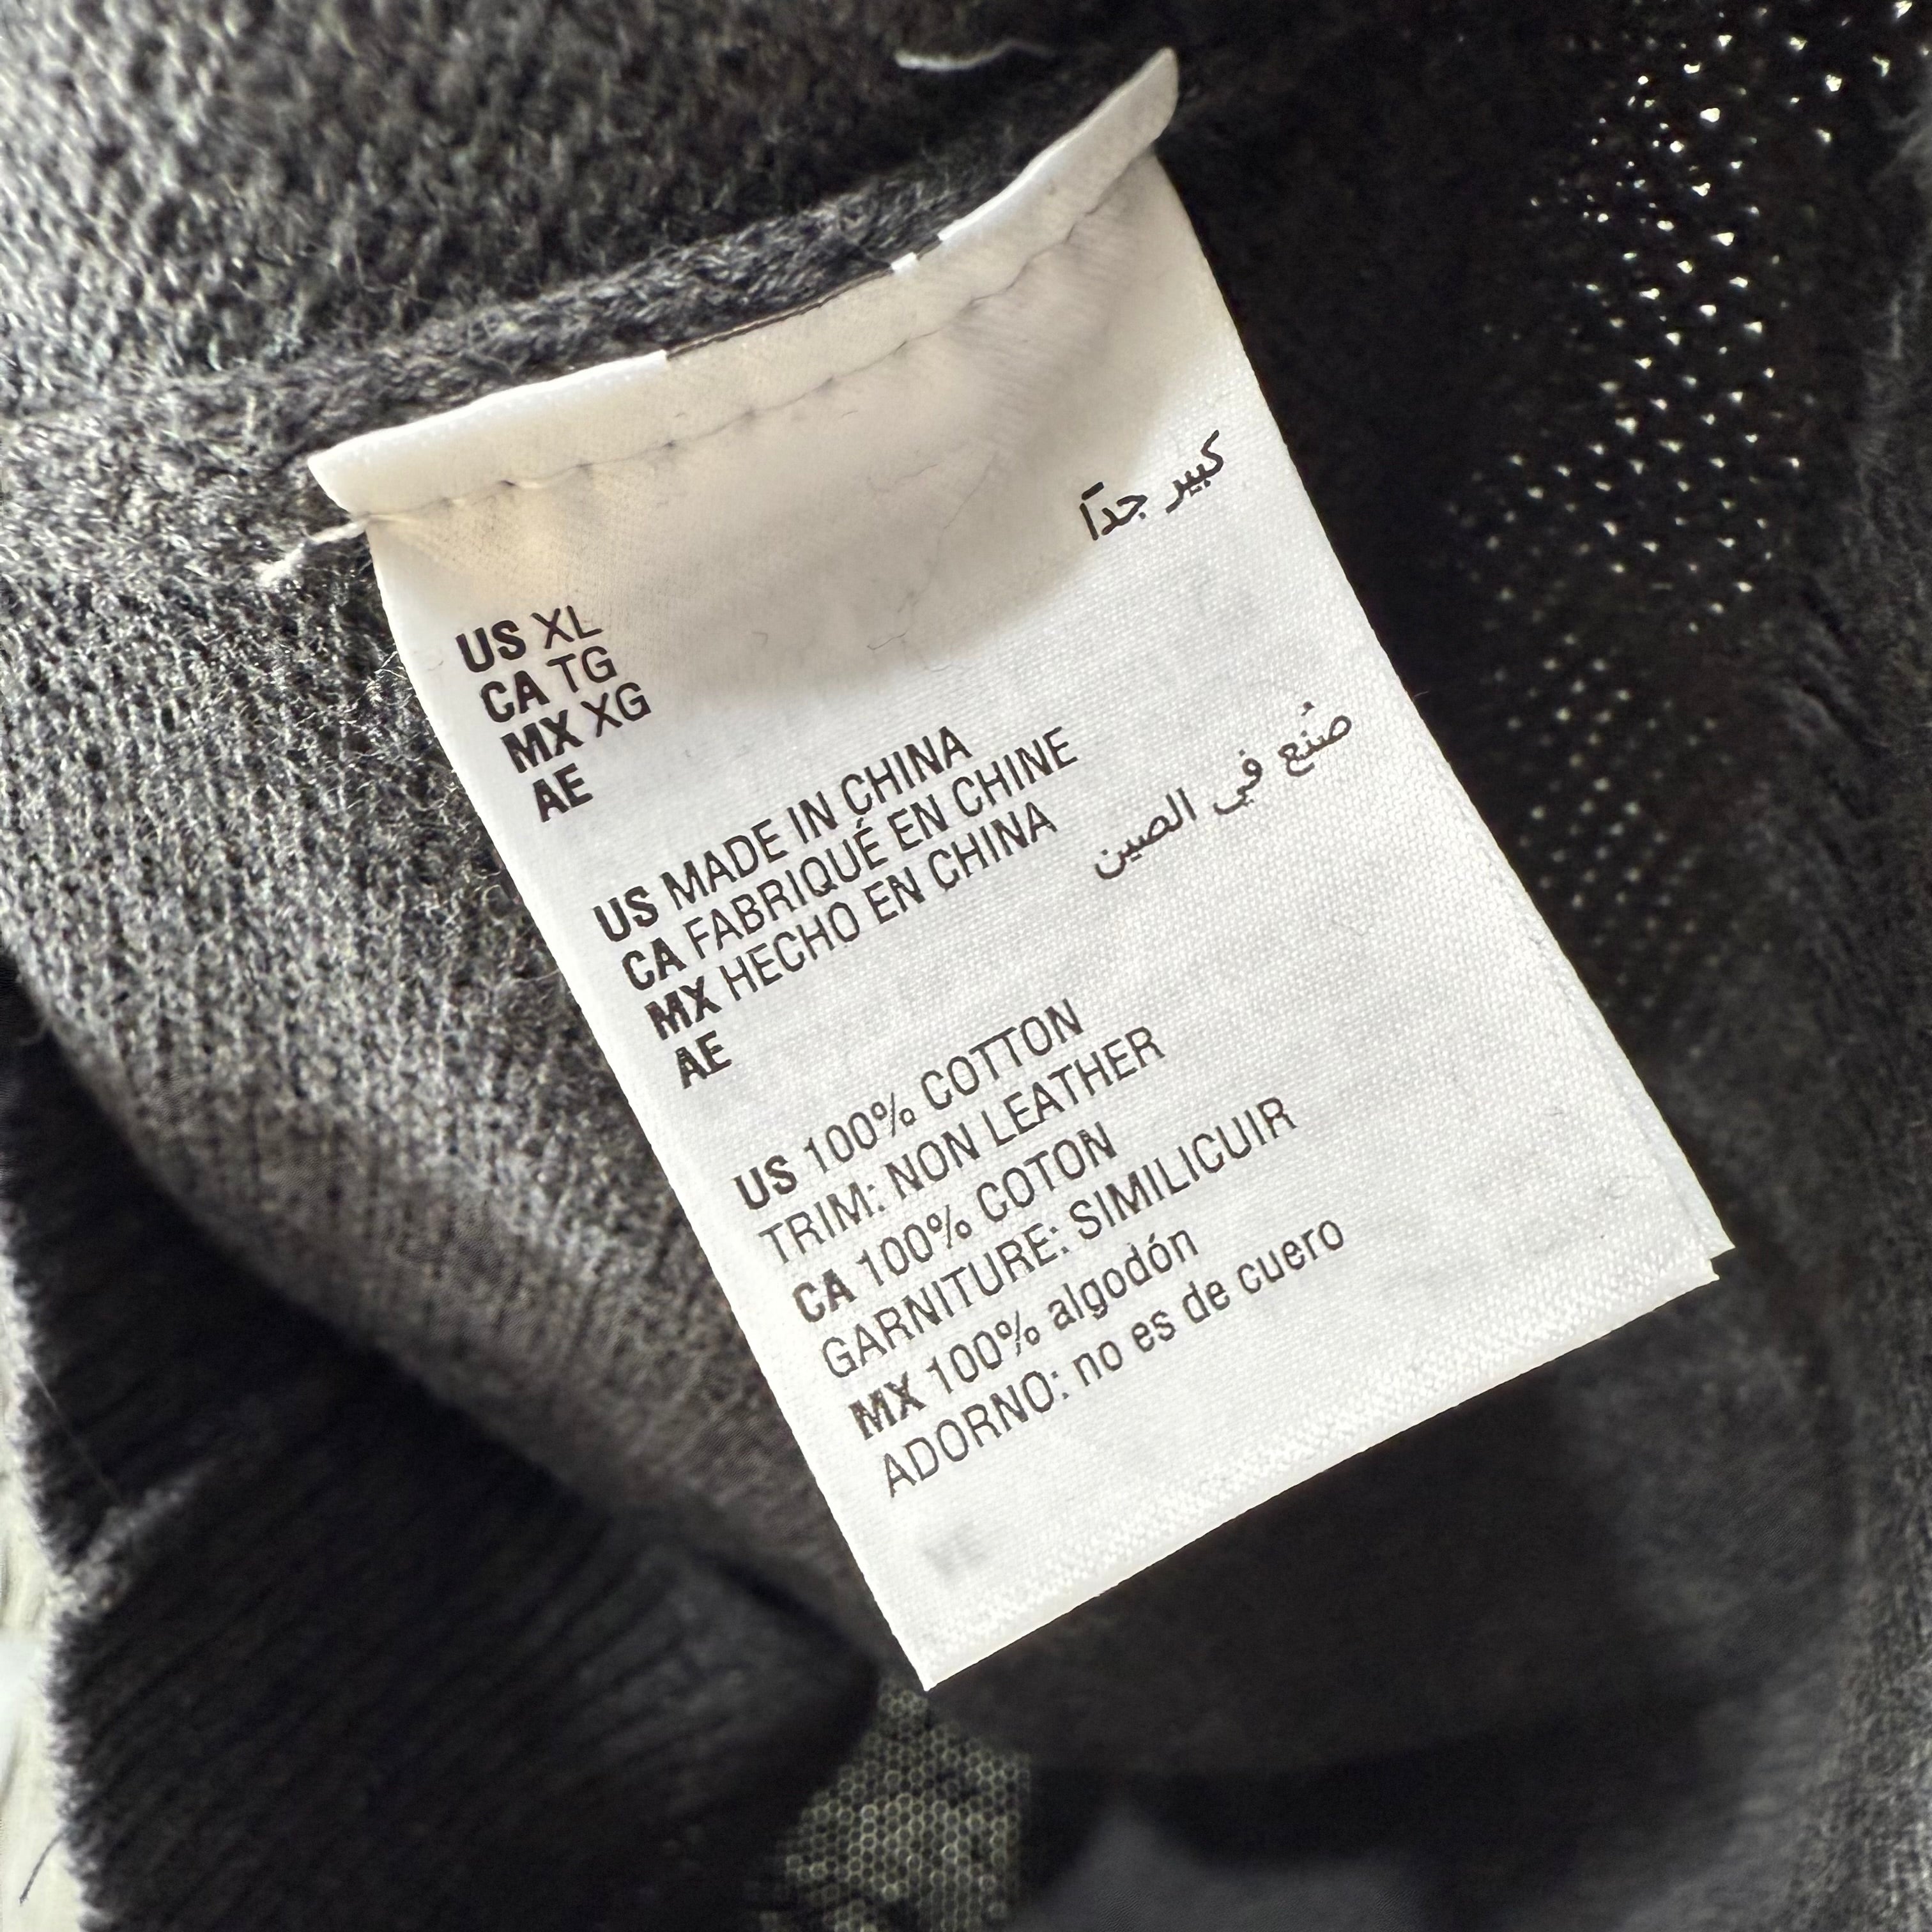 US XL
CA TG
MX XG
AE كبير جدًا
US MADE IN CHINA
CA FABRIQUÉ EN CHINE
MX HECHO EN CHINA
AE صُنع في الصين
US 100% COTTON
TRIM: NON LEATHER
CA 100% COTON
GARNITURE: SIMILICUIR
MX 100% algodón
ADORNO: no es de cuero